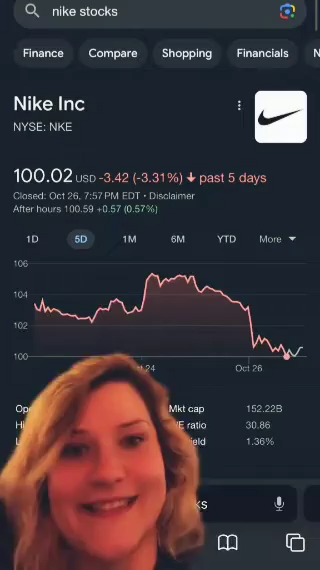 nike stocks
Finance Compare Shopping Financials N
Nike Inc
NYSE: NKE
100.02 USD -3.42 (-3.31%) ↓ past 5 days
Closed: Oct 26, 7:57 PM EDT • Disclaimer
After hours 100.59 +0.57 (0.57%)
1D 5D 1M 6M YTD More
106
104
102
100
24 Oct 26
Mkt cap 152.22B
ratio 30.86
1.36%